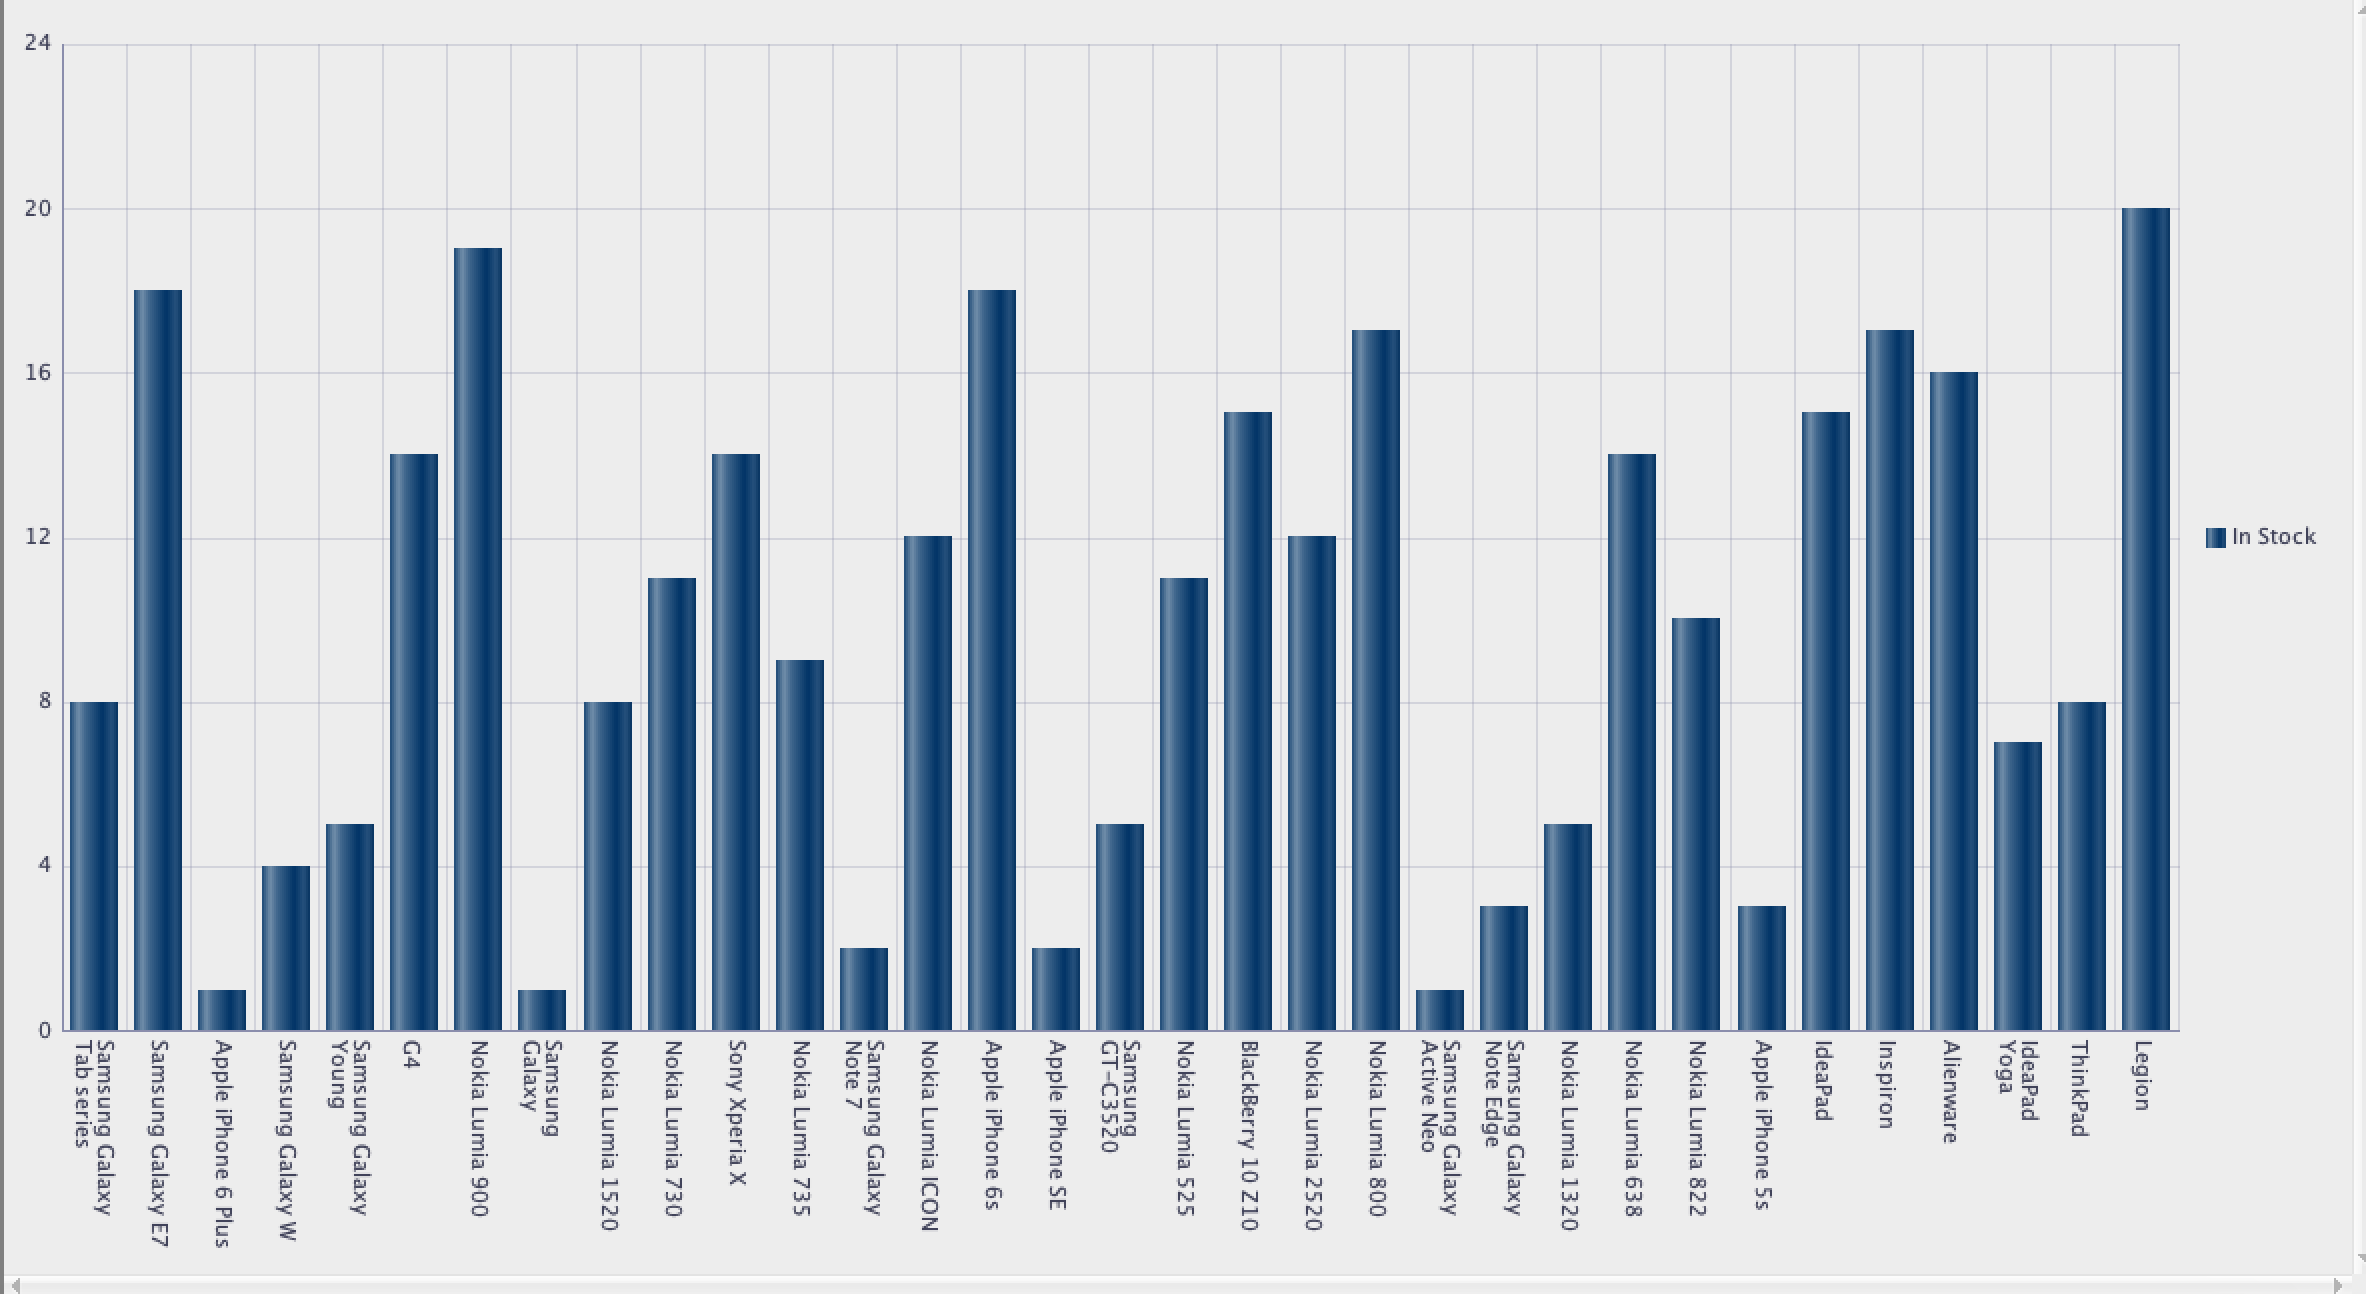 24
20
16
12
8
4
0
Samsung Galaxy
Tab series
Samsung Galaxy E7
Apple iPhone 6 Plus
Samsung Galaxy W
Samsung Galaxy
Young
G4
Nokia Lumia 900
Samsung
Galaxy
Nokia Lumia 1520
Nokia Lumia 730
Sony Xperia X
Nokia Lumia 735
Samsung Galaxy
Note 7
Nokia Lumia ICON
Apple iPhone 6s
Apple iPhone SE
Samsung
GT-C3520
Nokia Lumia 525
BlackBerry 10 Z10
Nokia Lumia 2520
Nokia Lumia 800
Samsung Galaxy
Active Neo
Samsung Galaxy
Note Edge
Nokia Lumia 1320
Nokia Lumia 638
Nokia Lumia 822
Apple iPhone 5s
IdeaPad
Inspiron
Alienware
IdeaPad
Yoga
ThinkPad
Legion
In Stock